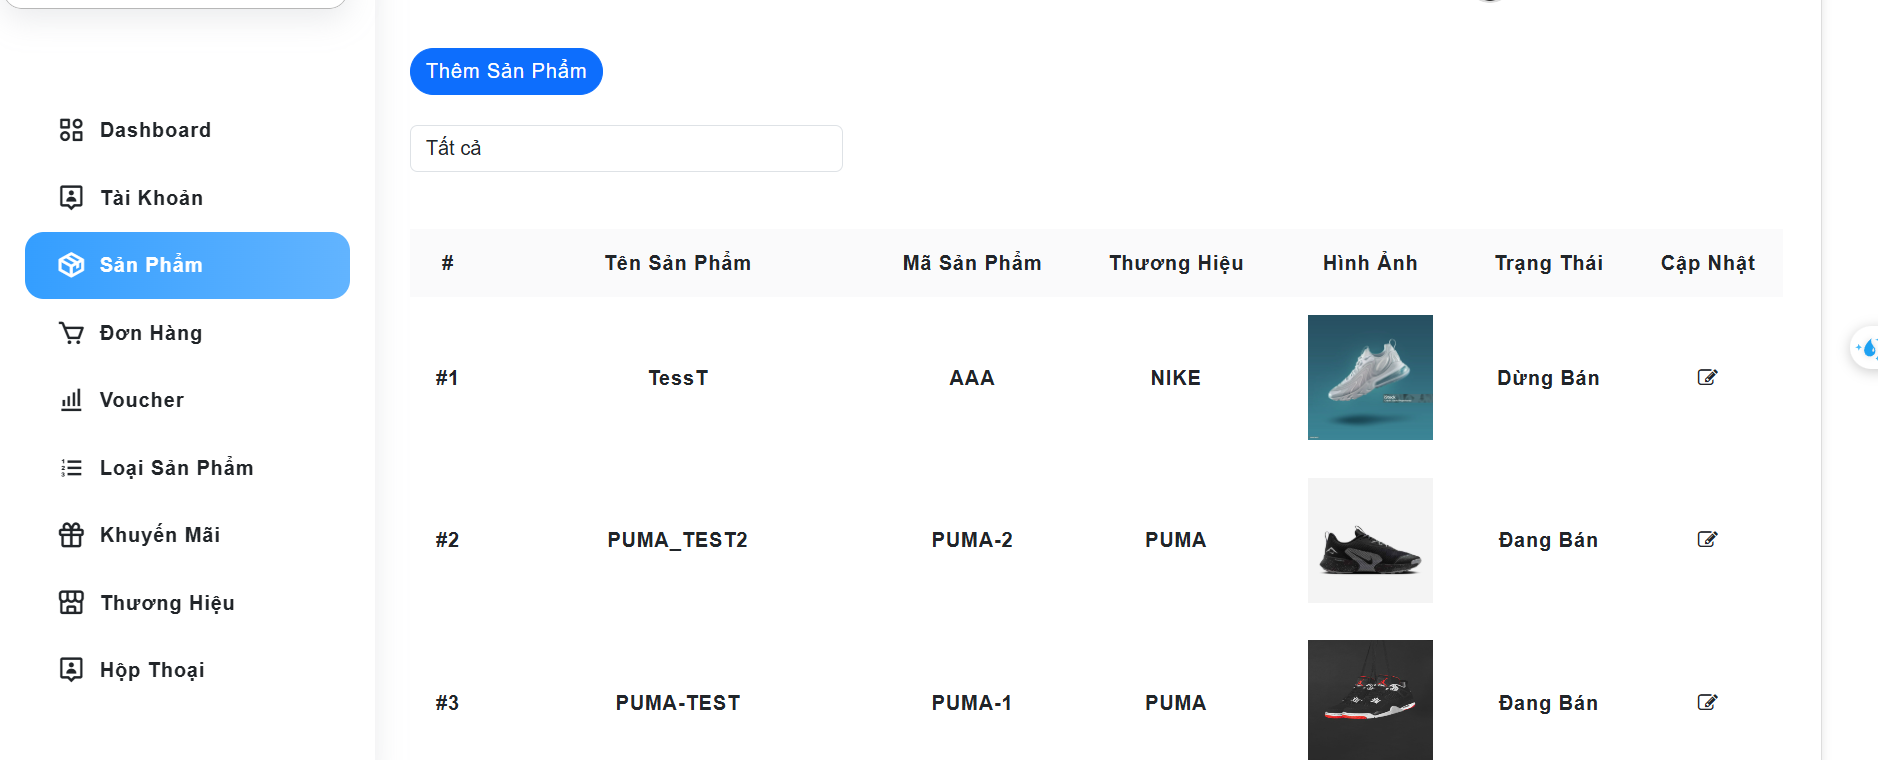 Thêm Sản Phẩm
Tất cả
Dashboard
Tài Khoản
Sản Phẩm
Đơn Hàng
Voucher
Loại Sản Phẩm
Khuyến Mãi
Thương Hiệu
Hộp Thoại
# Tên Sản Phẩm Mã Sản Phẩm Thương Hiệu Hình Ảnh Trạng Thái Cập Nhật
#1 TessT AAA NIKE Dừng Bán
#2 PUMA_TEST2 PUMA-2 PUMA Đang Bán
#3 PUMA-TEST PUMA-1 PUMA Đang Bán